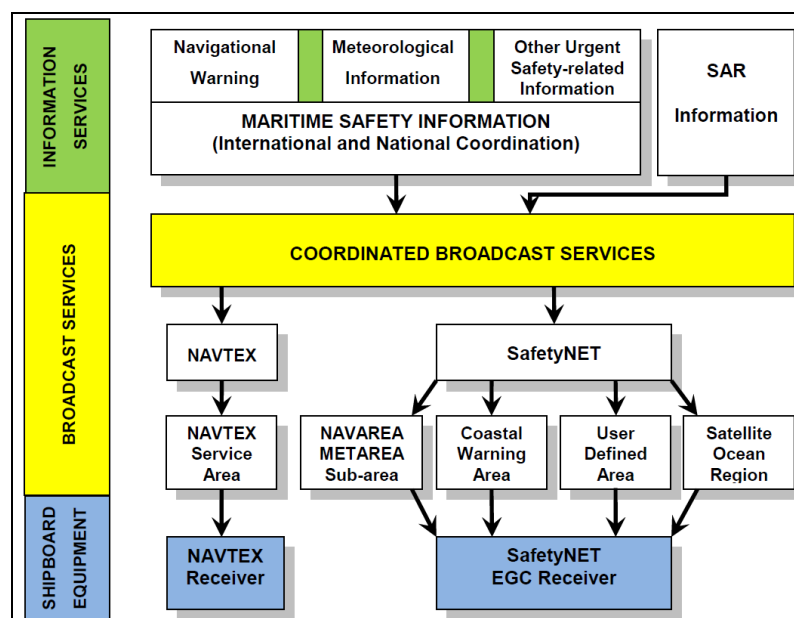 INFORMATION
SERVICES
Navigational
Warning
Meteorological
Information
Other Urgent
Safety-related
Information
MARITIME SAFETY INFORMATION
(International and National Coordination)
SAR
Information
BROADCAST SERVICES
COORDINATED BROADCAST SERVICES
NAVTEX
SafetyNET
NAVTEX
Service
Area
NAVAREA
METAREA
Sub-area
Coastal
Warning
Area
User
Defined
Area
Satellite
Ocean
Region
SHIPBOARD
EQUIPMENT
NAVTEX
Receiver
SafetyNET
EGC Receiver